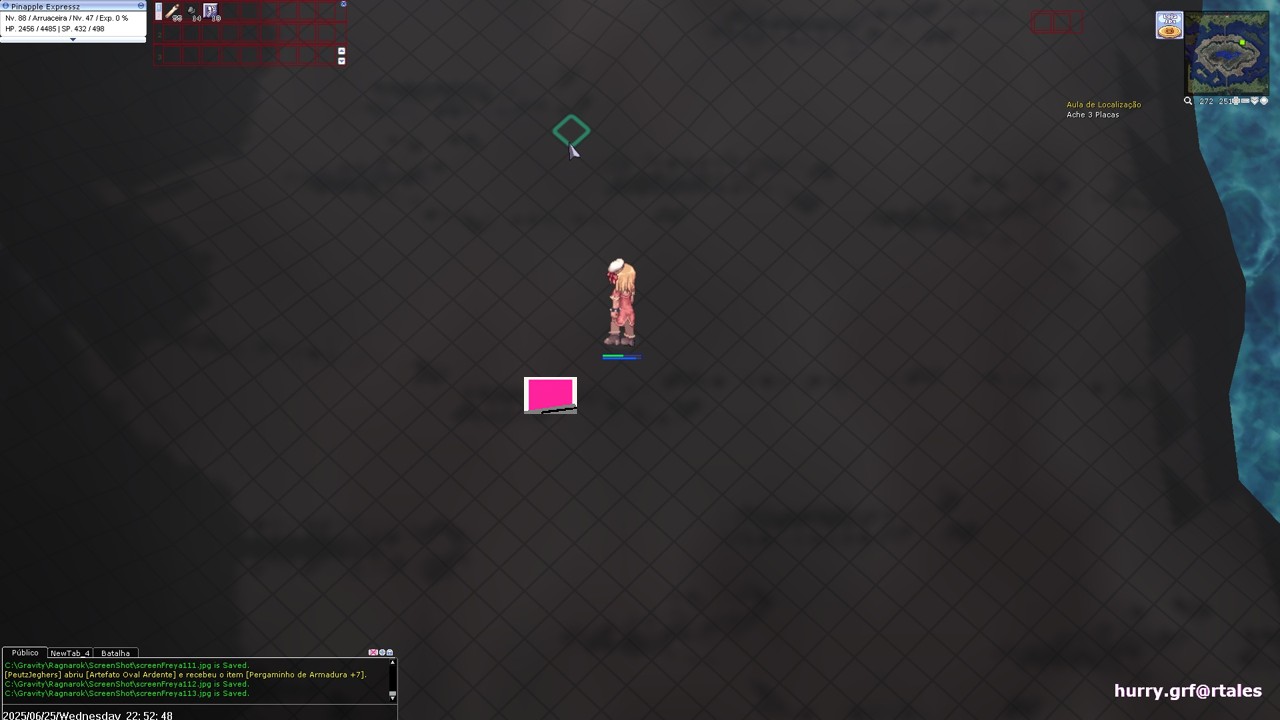 Pinapple Expressz
Nv. 88 / Arruaceira / Nv. 47 / Exp. 0 %
HP. 2456 / 4485 | SP. 432 / 498
Aula de Localização
Ache 3 Placas
272 251
Público
NewTab_4
Batalha
C:\Gravity\Ragnarok\ScreenShot\screenFreya111.jpg is Saved.
[PeutzJeghers] abriu [Artefato Oval Ardente] e recebeu o item [Pergaminho de Armadura +7].
C:\Gravity\Ragnarok\ScreenShot\screenFreya112.jpg is Saved.
C:\Gravity\Ragnarok\ScreenShot\screenFreya113.jpg is Saved.
2025/06/25/Wednesday 22:52:48
hurry.grf@rtales